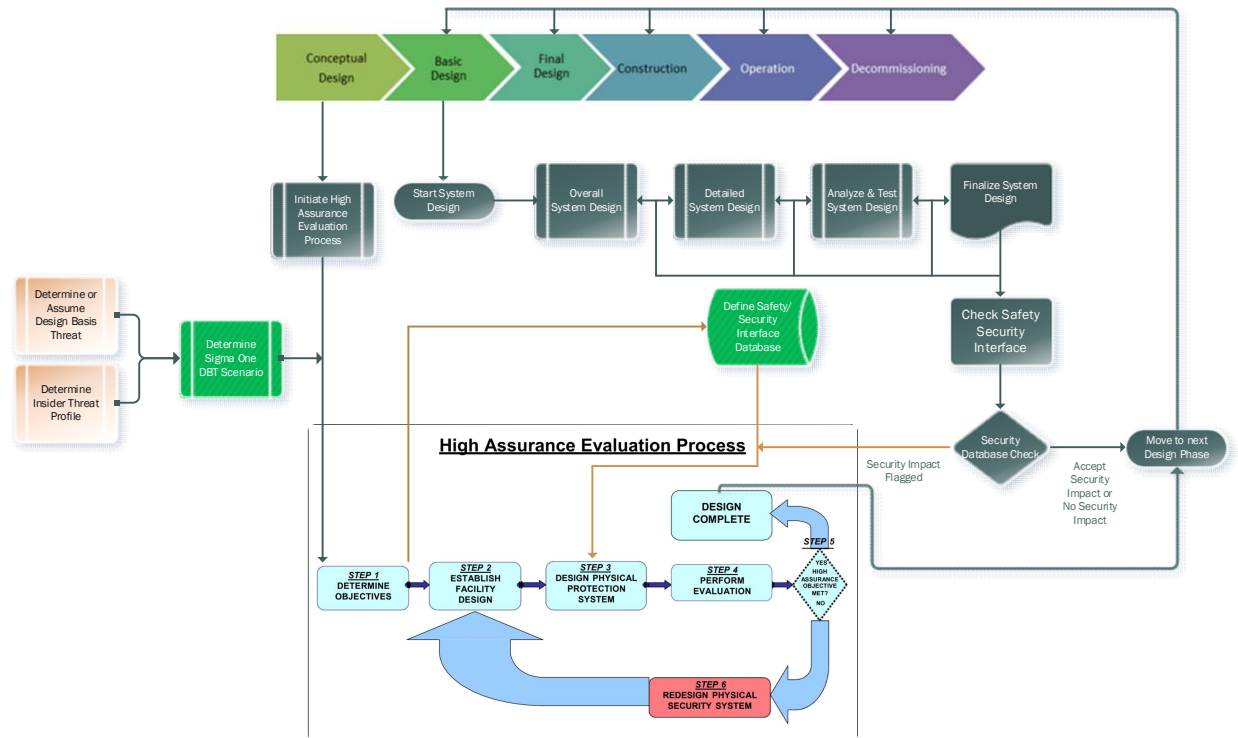 Conceptual
Design
Basic
Design
Final
Design
Construction
Operation
Decommissioning
Initiate High
Assurance
Evaluation
Process
Start System
Design
Overall
System Design
Detailed
System Design
Analyze & Test
System Design
Finalize System
Design
Determine or
Assume
Design Basis
Threat
Determine
Insider Threat
Profile
Determine
Sigma One
DBT Scenario
Define Safety/
Security
Interface
Database
Check Safety
Security
Interface
Security
Database Check
Move to next
Design Phase
Security Impact
Flagged
Accept
Security
Impact or
No Security
Impact
High Assurance Evaluation Process
DESIGN
COMPLETE
STEP 5
YES
HIGH
ASSURANCE
OBJECTIVE
MET?
NO
STEP 1
DETERMINE
OBJECTIVES
STEP 2
ESTABLISH
FACILITY
DESIGN
STEP 3
DESIGN PHYSICAL
PROTECTION
SYSTEM
STEP 4
PERFORM
EVALUATION
STEP 6
REDESIGN PHYSICAL
SECURITY SYSTEM